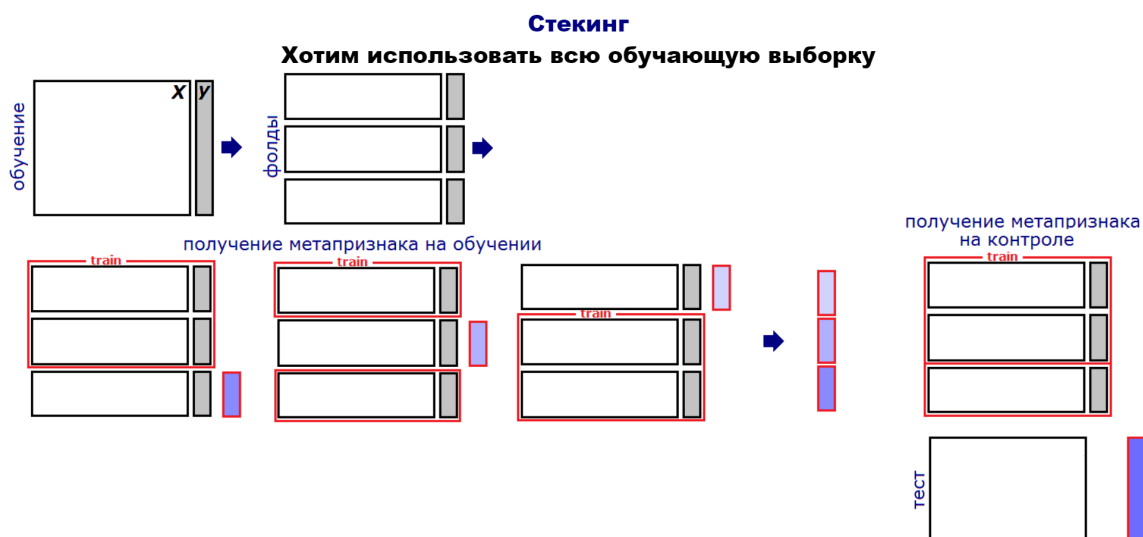 Стекинг
Хотим использовать всю обучающую выборку
обучение
X y
фолды
получение метапризнака на обучении
train
train
train
получение метапризнака
на контроле
train
тест